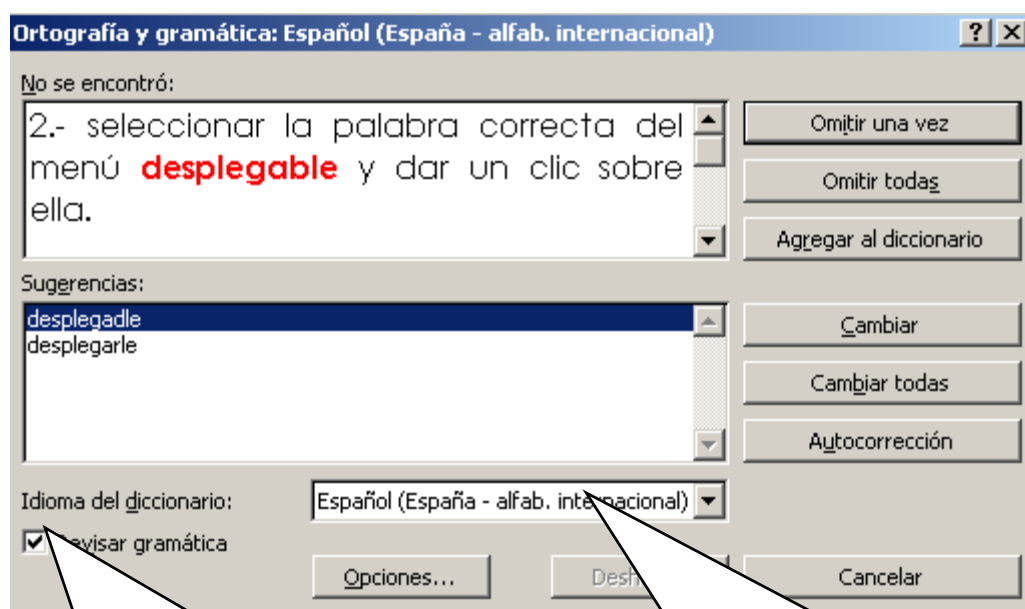 Ortografía y gramática: Español (España - alfab. internacional)
No se encontró:
2.- seleccionar la palabra correcta del
menú desplegable y dar un clic sobre
ella.
Omitir una vez
Omitir todas
Agregar al diccionario
Sugerencias:
desplegadle
desplegarle
Cambiar
Cambiar todas
Autocorrección
Idioma del diccionario:
Español (España - alfab. internacional)
Revisar gramática
Opciones...
Cancelar